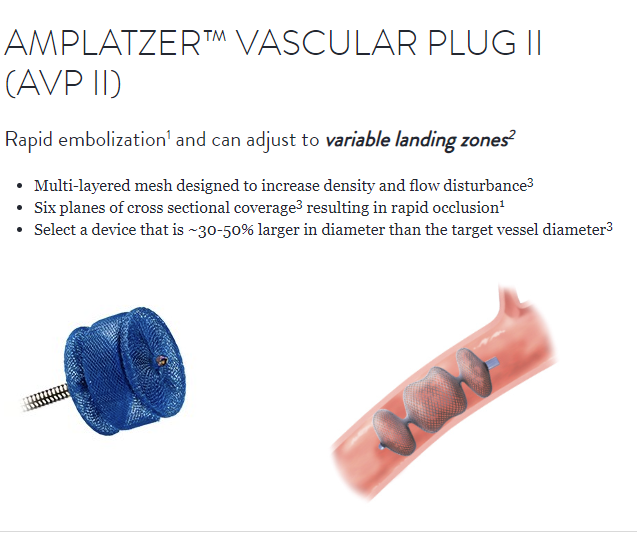 AMPLATZER™ VASCULAR PLUG II
(AVP II)
Rapid embolization¹ and can adjust to variable landing zones²
• Multi-layered mesh designed to increase density and flow disturbance³
• Six planes of cross sectional coverage³ resulting in rapid occlusion¹
• Select a device that is ~30-50% larger in diameter than the target vessel diameter³